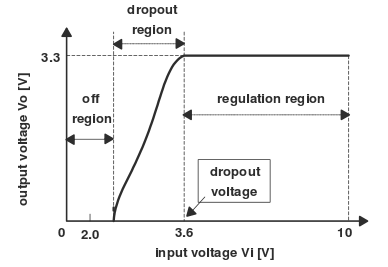 dropout
region
3.3
off
region
regulation region
dropout
voltage
output voltage Vo [V]
0
2.0
3.6
10
input voltage Vi [V]